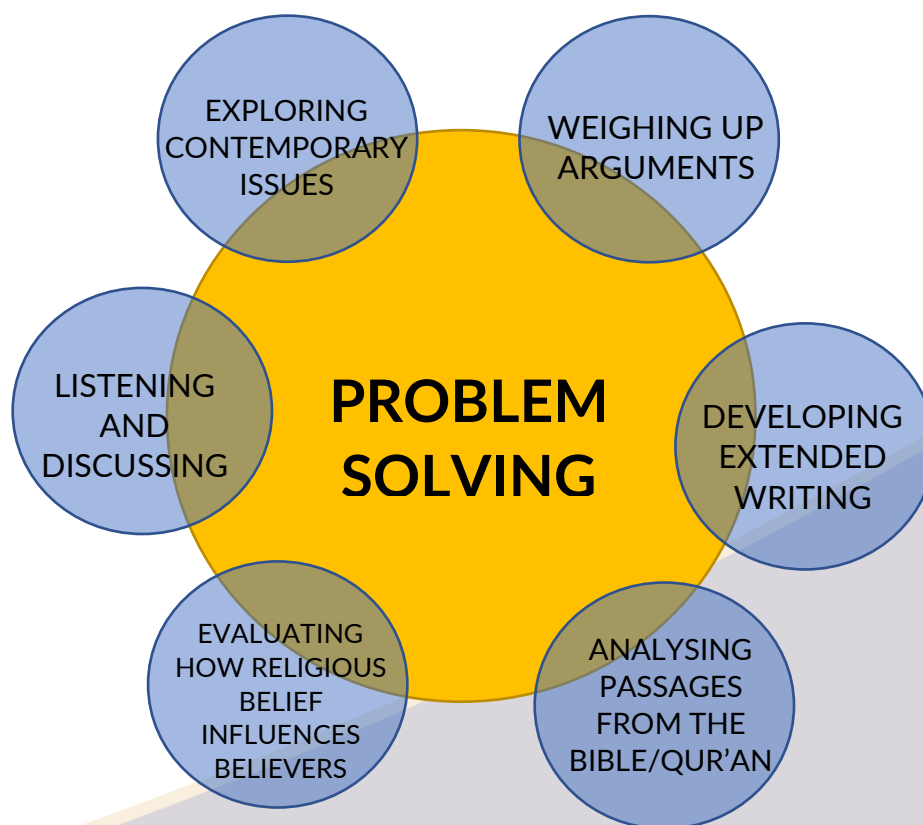 EXPLORING
CONTEMPORARY
ISSUES
WEIGHING UP
ARGUMENTS
LISTENING
AND
DISCUSSING
PROBLEM
SOLVING
DEVELOPING
EXTENDED
WRITING
EVALUATING
HOW RELIGIOUS
BELIEF
INFLUENCES
BELIEVERS
ANALYSING
PASSAGES
FROM THE
BIBLE/QUR’AN